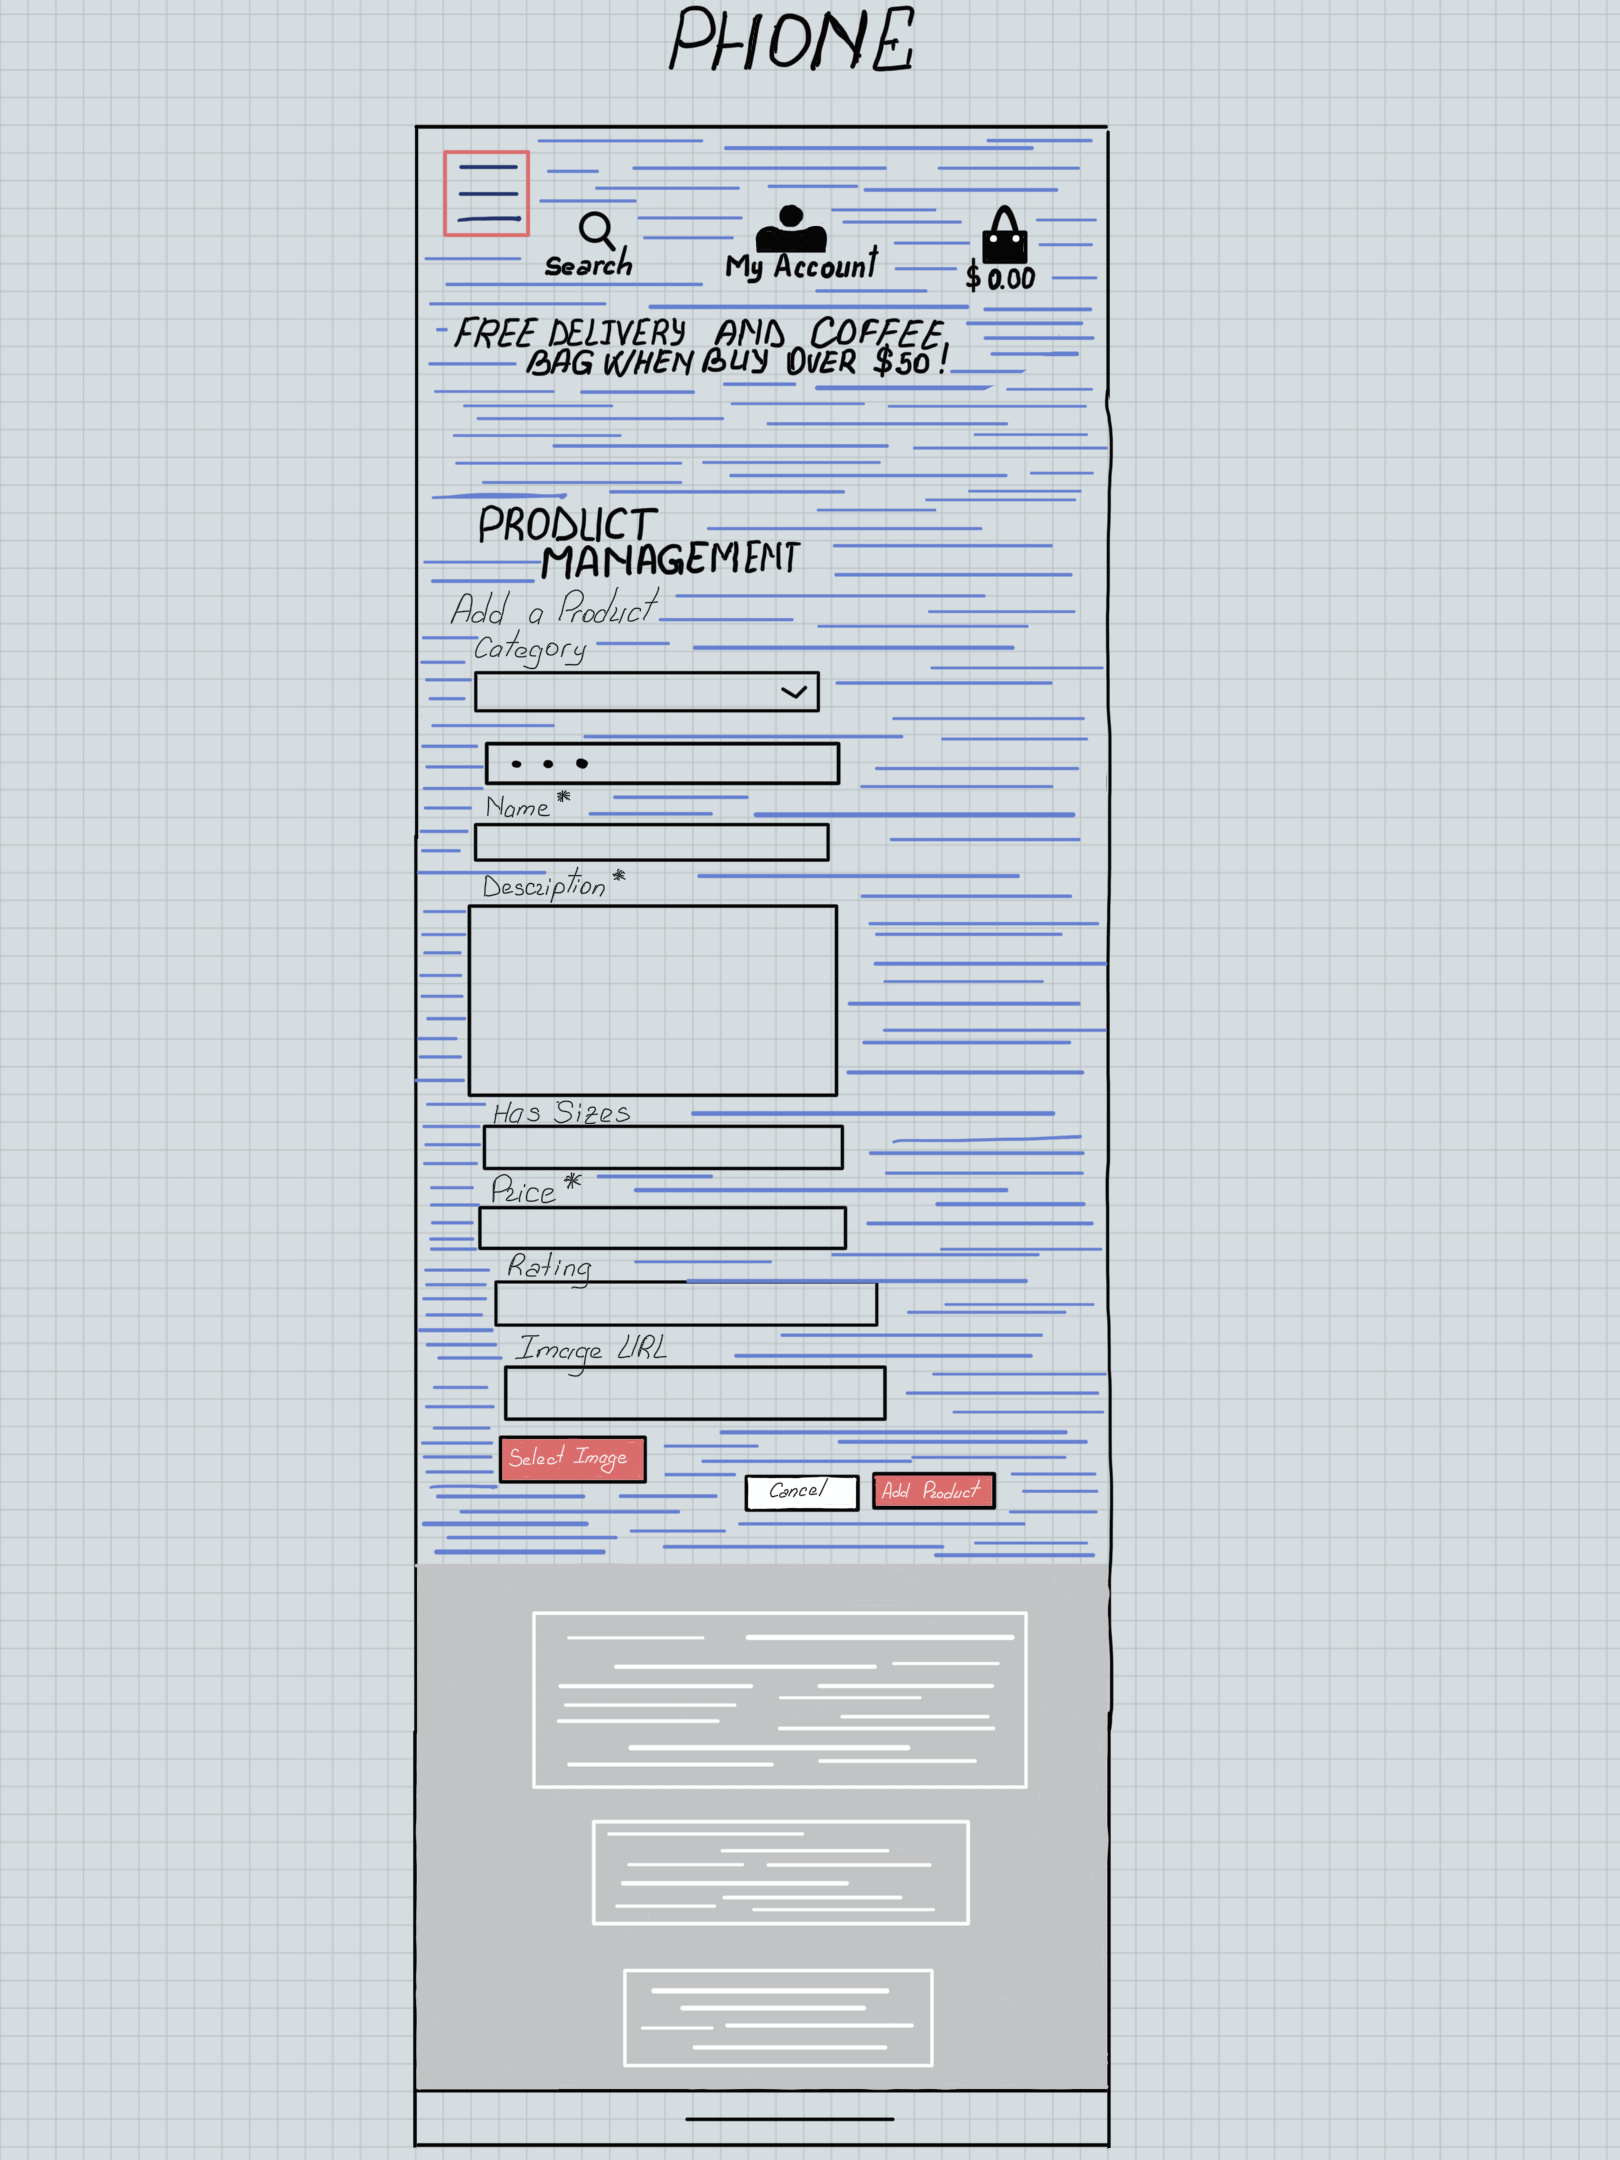 PHONE
Search
My Account
$0.00
FREE DELIVERY AND COFFEE
BAG WHEN BUY OVER $50!
PRODUCT
MANAGEMENT
Add a Product
Category
Name*
Description*
Has Sizes
Price*
Rating
Image URL
Select Image
Cancel
Add Product